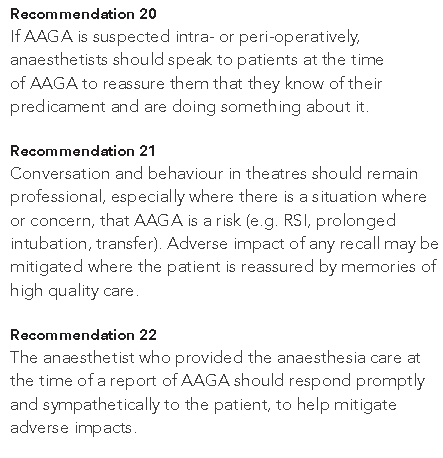 Recommendation 20
If AAGA is suspected intra- or peri-operatively,
anaesthetists should speak to patients at the time
of AAGA to reassure them that they know of their
predicament and are doing something about it.
Recommendation 21
Conversation and behaviour in theatres should remain
professional, especially where there is a situation where
or concern, that AAGA is a risk (e.g. RSI, prolonged
intubation, transfer). Adverse impact of any recall may be
mitigated where the patient is reassured by memories of
high quality care.
Recommendation 22
The anaesthetist who provided the anaesthesia care at
the time of a report of AAGA should respond promptly
and sympathetically to the patient, to help mitigate
adverse impacts.